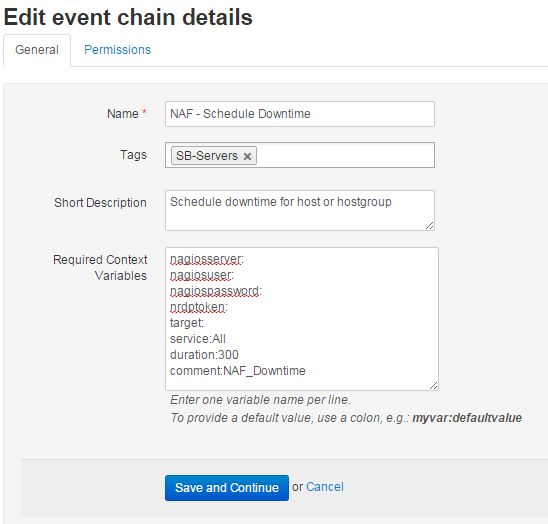 Edit event chain details
General Permissions
Name * NAF - Schedule Downtime
Tags SB-Servers ×
Short Description Schedule downtime for host or hostgroup
Required Context Variables
nagiosserver:
nagiosuser:
nagiospassword:
nrdptoken:
target:
service:All
duration:300
comment:NAF_Downtime
Enter one variable name per line.
To provide a default value, use a colon, e.g.: myvar:defaultvalue
Save and Continue or Cancel